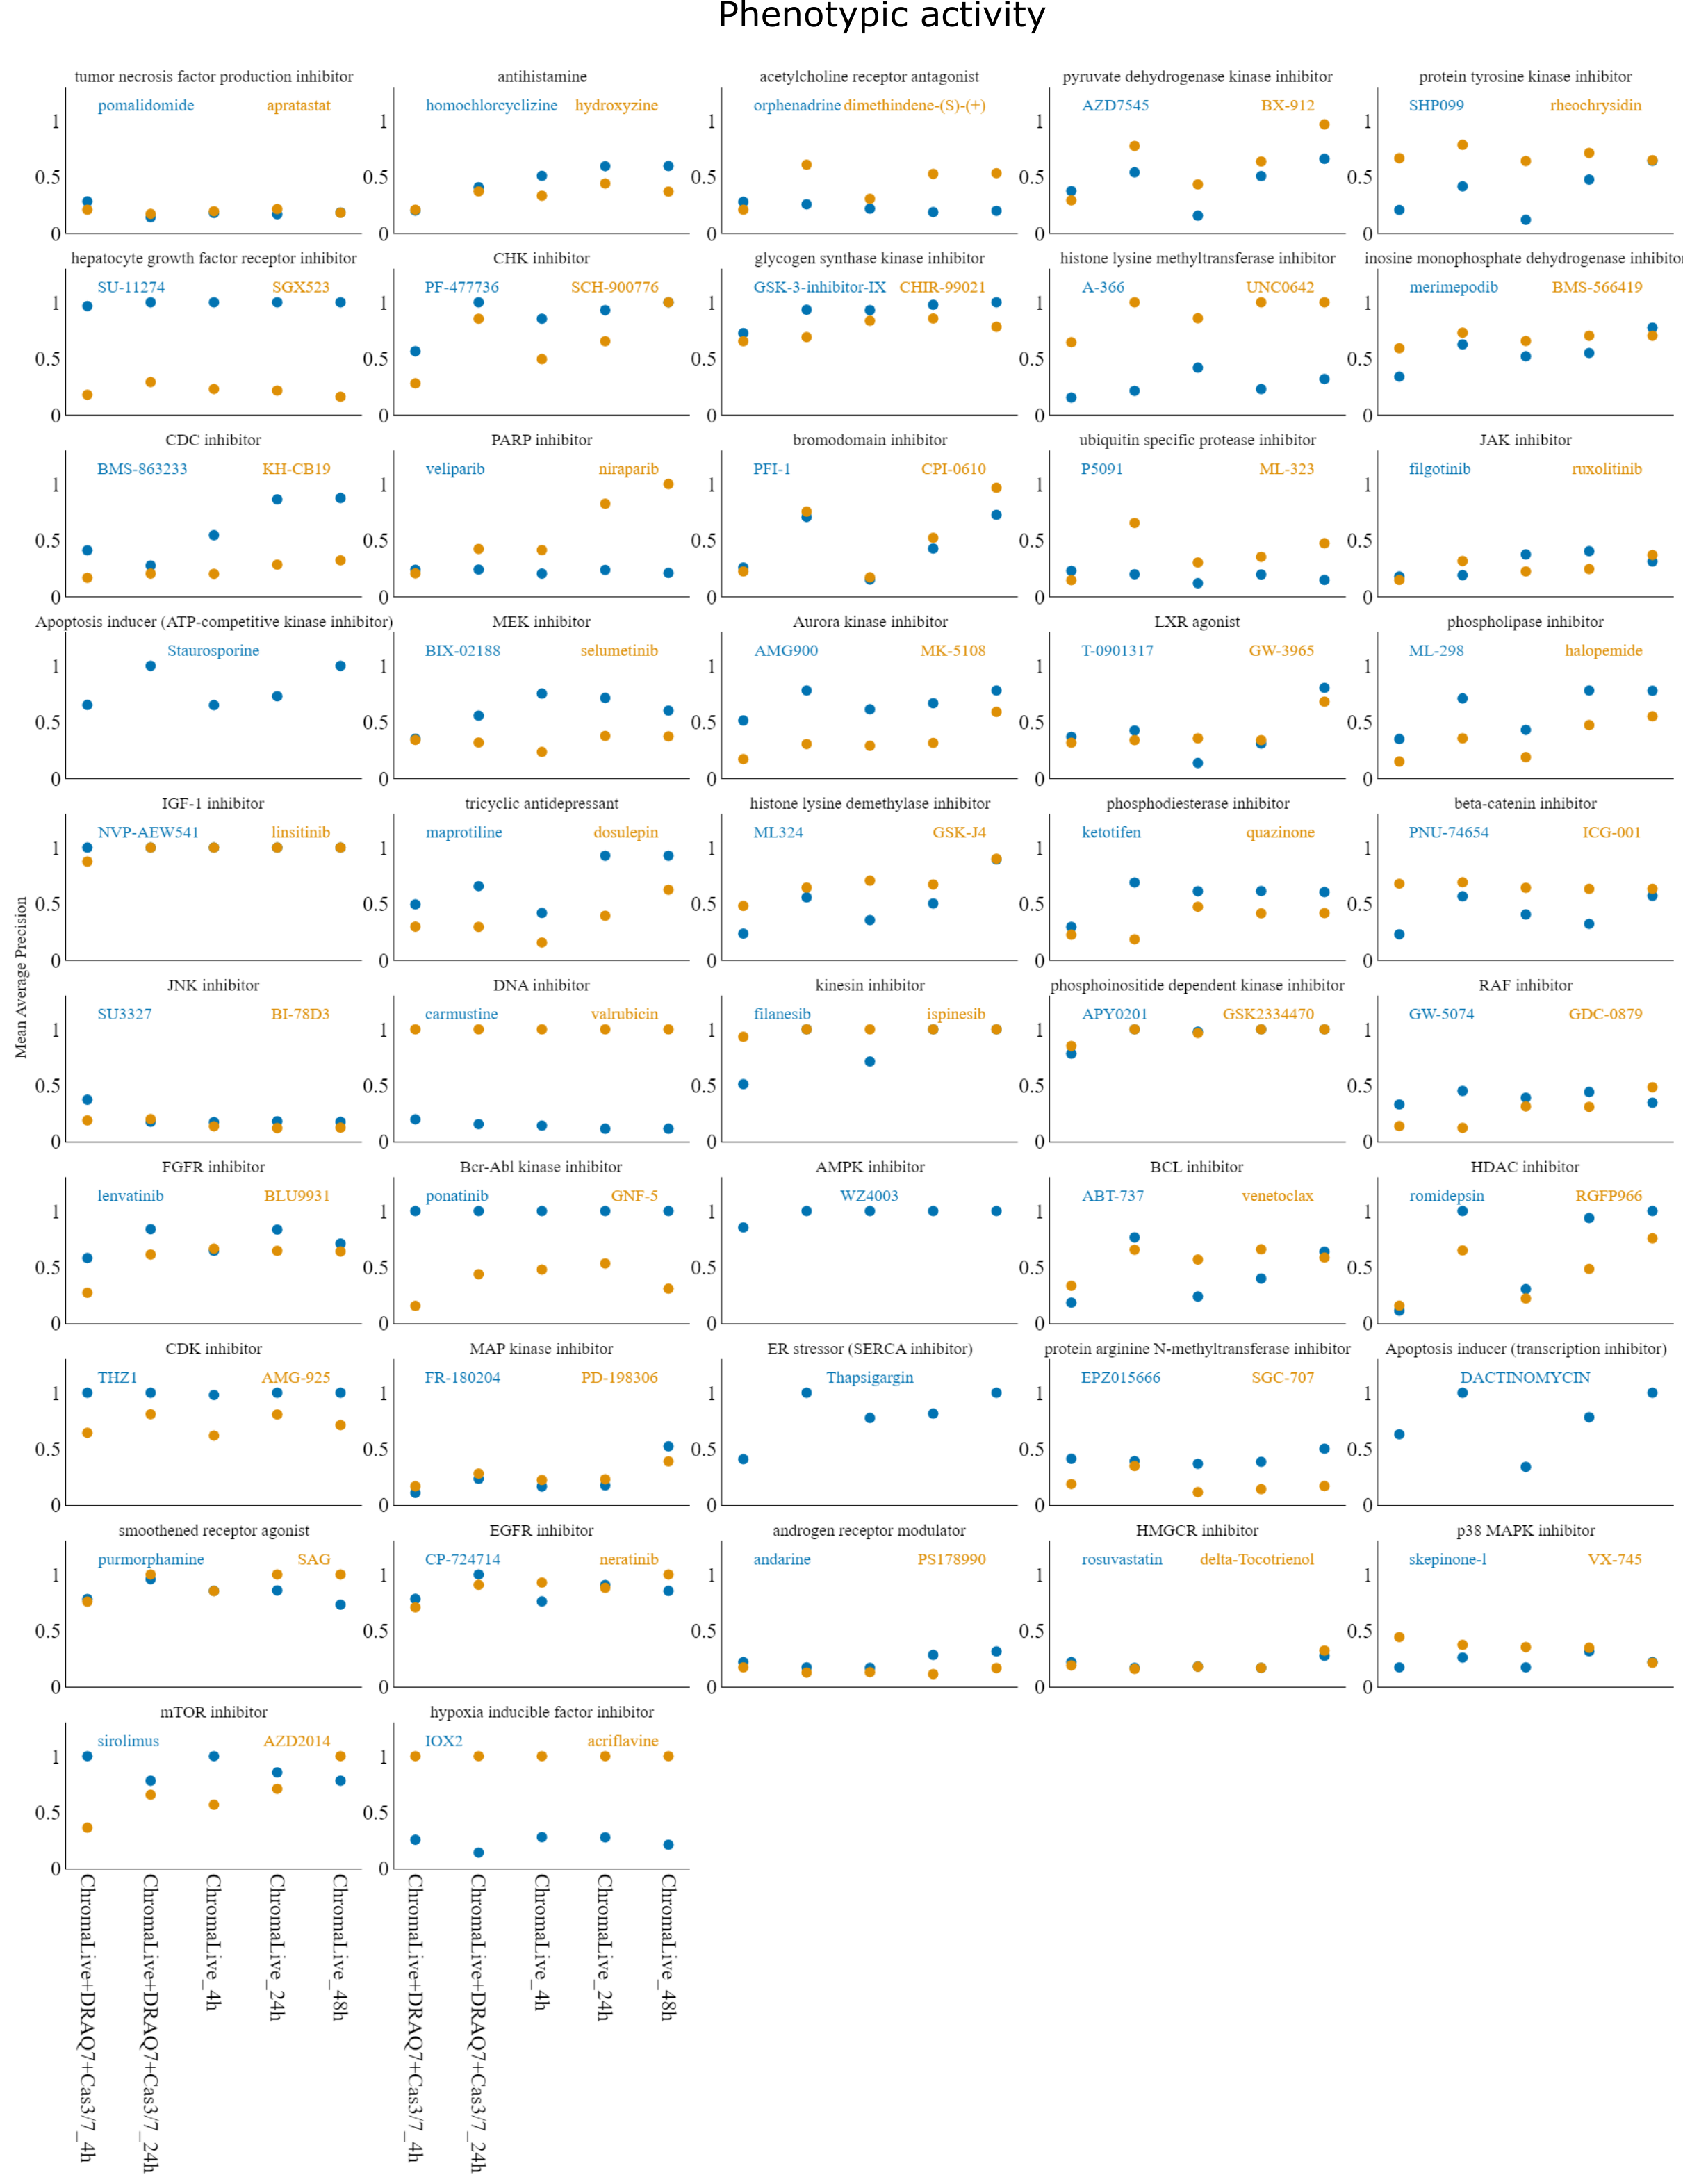 Phenotypic activity
tumor necrosis factor production inhibitor
pomalidomide apratastat
1
0.5
0
antihistamine
homochlorcyclizine hydroxyzine
1
0.5
0
acetylcholine receptor antagonist
orphenadrine dimethindene-(S)-(+)
1
0.5
0
pyruvate dehydrogenase kinase inhibitor
AZD7545 BX-912
1
0.5
0
protein tyrosine kinase inhibitor
SHP099 rheochrysidin
1
0.5
0
hepatocyte growth factor receptor inhibitor
SU-11274 SGX523
1
0.5
0
CHK inhibitor
PF-477736 SCH-900776
1
0.5
0
glycogen synthase kinase inhibitor
GSK-3-inhibitor-IX CHIR-99021
1
0.5
0
histone lysine methyltransferase inhibitor
A-366 UNC0642
1
0.5
0
inosine monophosphate dehydrogenase inhibitor
merimepodib BMS-566419
1
0.5
0
CDC inhibitor
BMS-863233 KH-CB19
1
0.5
0
PARP inhibitor
veliparib niraparib
1
0.5
0
bromodomain inhibitor
PFI-1 CPI-0610
1
0.5
0
ubiquitin specific protease inhibitor
P5091 ML-323
1
0.5
0
JAK inhibitor
filgotinib ruxolitinib
1
0.5
0
Apoptosis inducer (ATP-competitive kinase inhibitor)
Staurosporine
1
0.5
0
MEK inhibitor
BIX-02188 selumetinib
1
0.5
0
Aurora kinase inhibitor
AMG900 MK-5108
1
0.5
0
LXR agonist
T-0901317 GW-3965
1
0.5
0
phospholipase inhibitor
ML-298 halopemide
1
0.5
0
Mean Average Precision
IGF-1 inhibitor
NVP-AEW541 linsitinib
1
0.5
0
tricyclic antidepressant
maprotiline dosulepin
1
0.5
0
histone lysine demethylase inhibitor
ML324 GSK-J4
1
0.5
0
phosphodiesterase inhibitor
ketotifen quazinone
1
0.5
0
beta-catenin inhibitor
PNU-74654 ICG-001
1
0.5
0
JNK inhibitor
SU3327 BI-78D3
1
0.5
0
DNA inhibitor
carmustine valrubicin
1
0.5
0
kinesin inhibitor
filanesib ispinesib
1
0.5
0
phosphoinositide dependent kinase inhibitor
APY0201 GSK2334470
1
0.5
0
RAF inhibitor
GW-5074 GDC-0879
1
0.5
0
FGFR inhibitor
lenvatinib BLU9931
1
0.5
0
Bcr-Abl kinase inhibitor
ponatinib GNF-5
1
0.5
0
AMPK inhibitor
WZ4003
1
0.5
0
BCL inhibitor
ABT-737 venetoclax
1
0.5
0
HDAC inhibitor
romidepsin RGFP966
1
0.5
0
CDK inhibitor
THZ1 AMG-925
1
0.5
0
MAP kinase inhibitor
FR-180204 PD-198306
1
0.5
0
ER stressor (SERCA inhibitor)
Thapsigargin
1
0.5
0
protein arginine N-methyltransferase inhibitor
EPZ015666 SGC-707
1
0.5
0
Apoptosis inducer (transcription inhibitor)
DACTINOMYCIN
1
0.5
0
smoothened receptor agonist
purmorphamine SAG
1
0.5
0
EGFR inhibitor
CP-724714 neratinib
1
0.5
0
androgen receptor modulator
andarine PS178990
1
0.5
0
HMGCR inhibitor
rosuvastatin delta-Tocotrienol
1
0.5
0
p38 MAPK inhibitor
skepinone-l VX-745
1
0.5
0
mTOR inhibitor
sirolimus AZD2014
1
0.5
0
hypoxia inducible factor inhibitor
IOX2 acriflavine
1
0.5
0
ChromaLive+DRAQ7+Cas3/7_4h
ChromaLive+DRAQ7+Cas3/7_24h
ChromaLive_4h
ChromaLive_24h
ChromaLive_48h
ChromaLive+DRAQ7+Cas3/7_4h
ChromaLive+DRAQ7+Cas3/7_24h
ChromaLive_4h
ChromaLive_24h
ChromaLive_48h